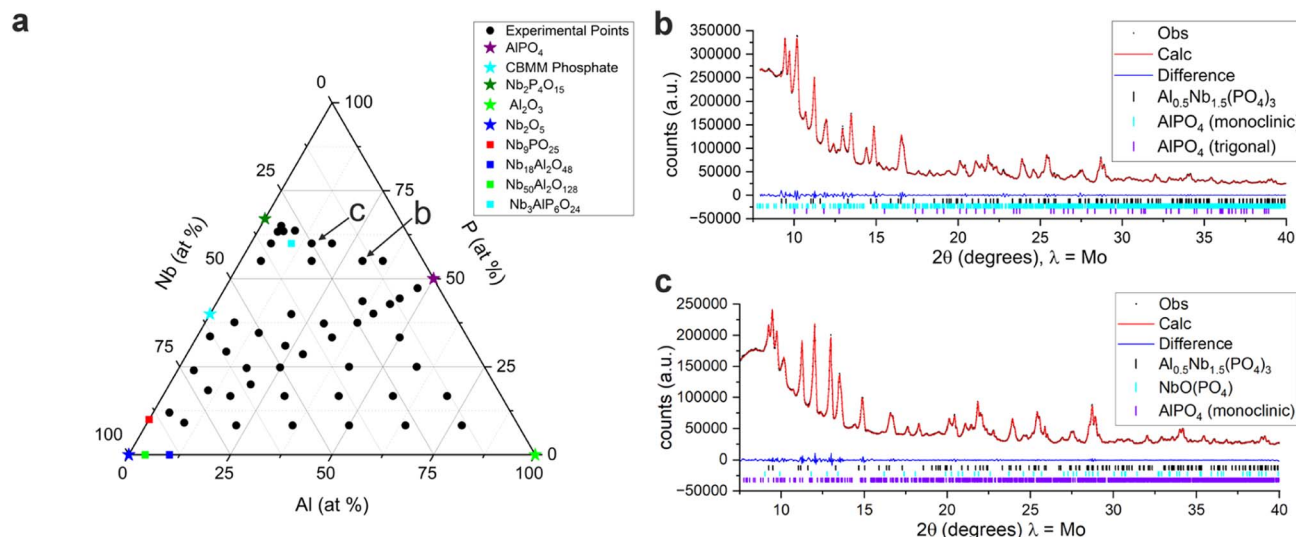 a
Experimental Points
AlPO₄
CBMM Phosphate
Nb₂P₄O₁₅
Al₂O₃
Nb₂O₅
Nb₉PO₂₅
Nb₁₈Al₂O₄₈
Nb₅₀Al₂O₁₂₈
Nb₃AlP₆O₂₄
0
100
25
75
c
b
Nb (at %)
P (at %)
50
50
75
25
100
0
0
25
50
75
100
Al (at %)
b
350000
300000
250000
200000
150000
100000
50000
0
−50000
counts (a.u.)
Obs
Calc
Difference
Al₀.₅Nb₁.₅(PO₄)₃
AlPO₄ (monoclinic)
AlPO₄ (trigonal)
10
15
20
25
30
35
40
2θ (degrees), λ = Mo
c
250000
200000
150000
100000
50000
0
−50000
counts (a.u.)
Obs
Calc
Difference
Al₀.₅Nb₁.₅(PO₄)₃
NbO(PO₄)
AlPO₄ (monoclinic)
10
15
20
25
30
35
40
2θ (degrees) λ = Mo